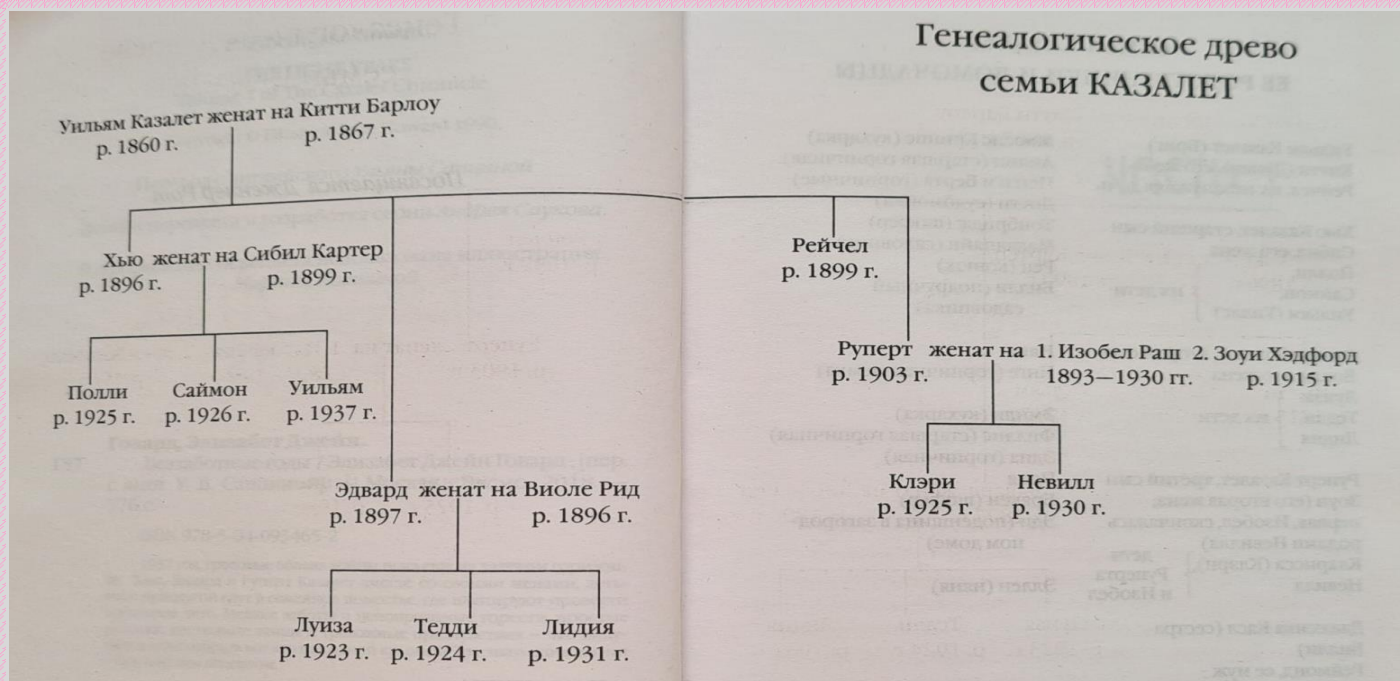 Генеалогическое древо
семьи КАЗАЛЕТ
Уильям Казалет женат на Китти Барлоу
р. 1860 г. р. 1867 г.
Хью женат на Сибил Картер
р. 1896 г. р. 1899 г.
Полли Саймон Уильям
р. 1925 г. р. 1926 г. р. 1937 г.
Эдвард женат на Виоле Рид
р. 1897 г. р. 1896 г.
Луиза Тедди Лидия
р. 1923 г. р. 1924 г. р. 1931 г.
Рейчел
р. 1899 г.
Руперт женат на 1. Изобел Раш 2. Зоуи Хэдфорд
р. 1903 г. 1893—1930 гг. р. 1915 г.
Клэри Невилл
р. 1925 г. р. 1930 г.